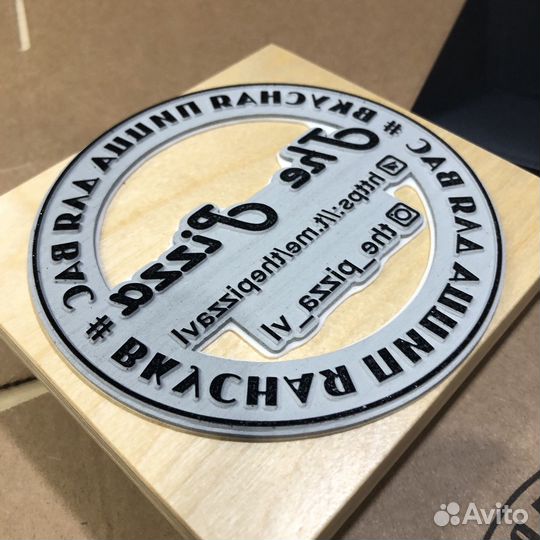 The
Pizza
https://t.me/thepizzavl
the_pizza_vl
# ВКУСНАЯ ПИЦЦА ДЛЯ ВАС
# ВКУСНАЯ ПИЦЦА ДЛЯ ВАС
Avito